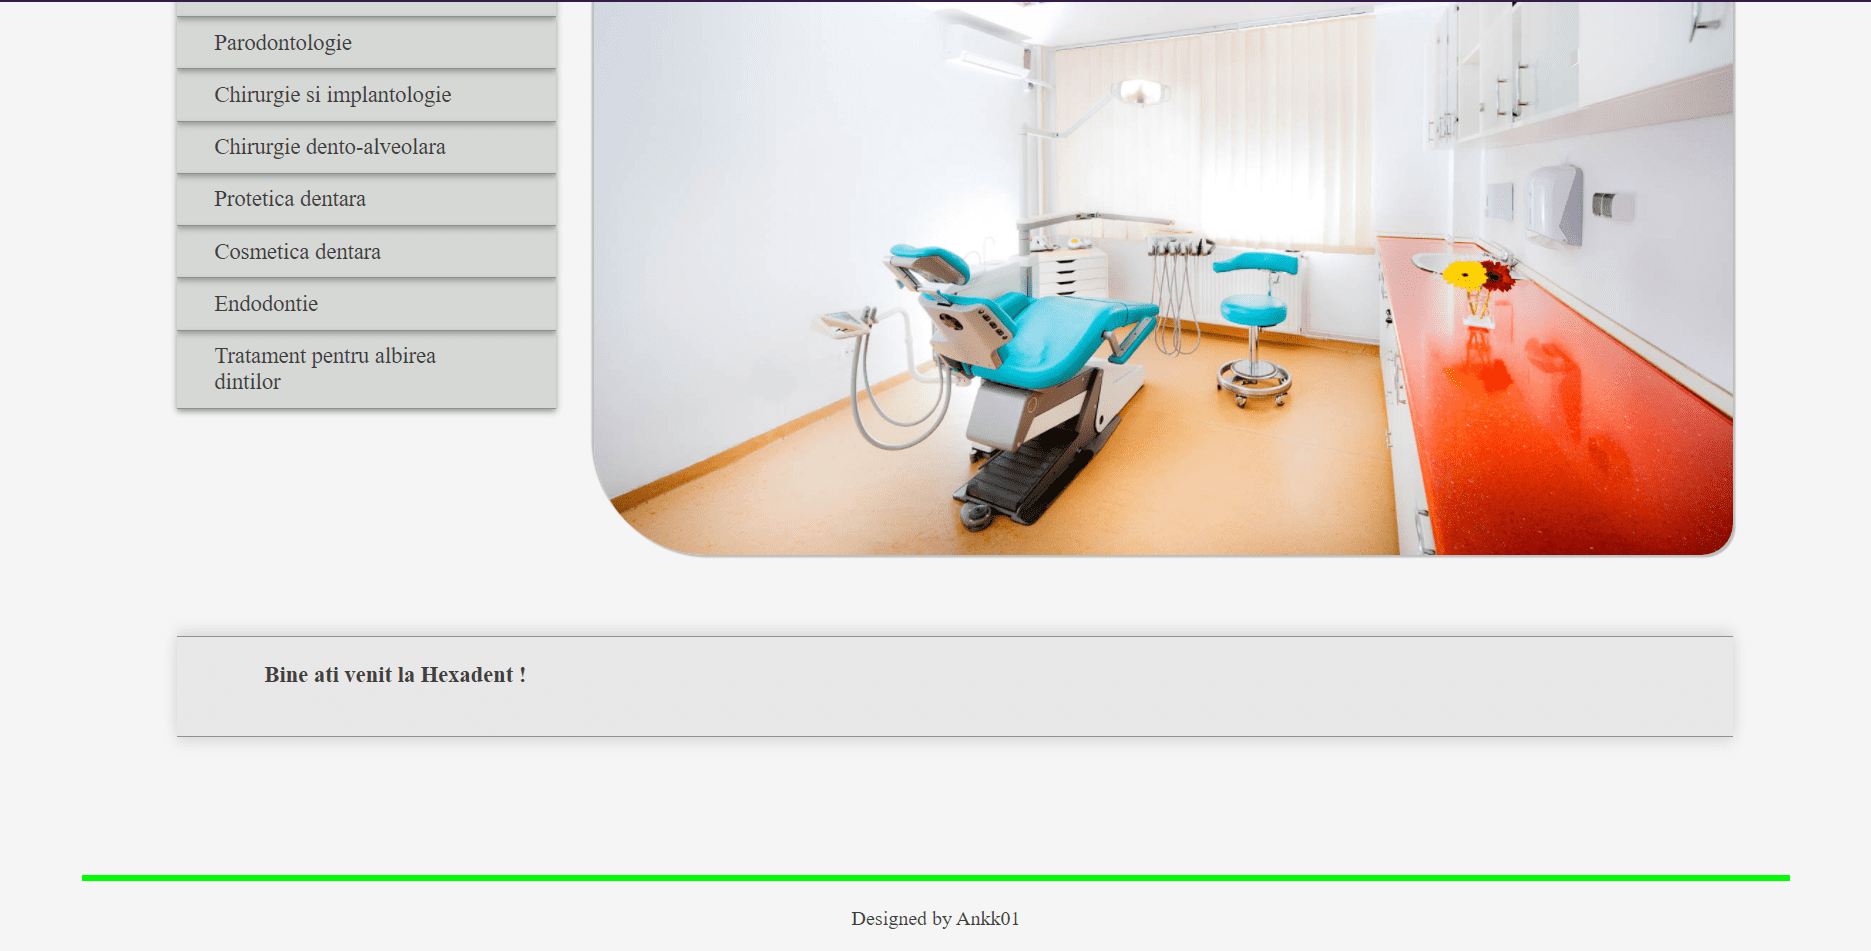 Parodontologie
Chirurgie si implantologie
Chirurgie dento-alveolara
Protetica dentara
Cosmetica dentara
Endodontie
Tratament pentru albirea
dintilor
Bine ati venit la Hexadent !
Designed by Ankk01